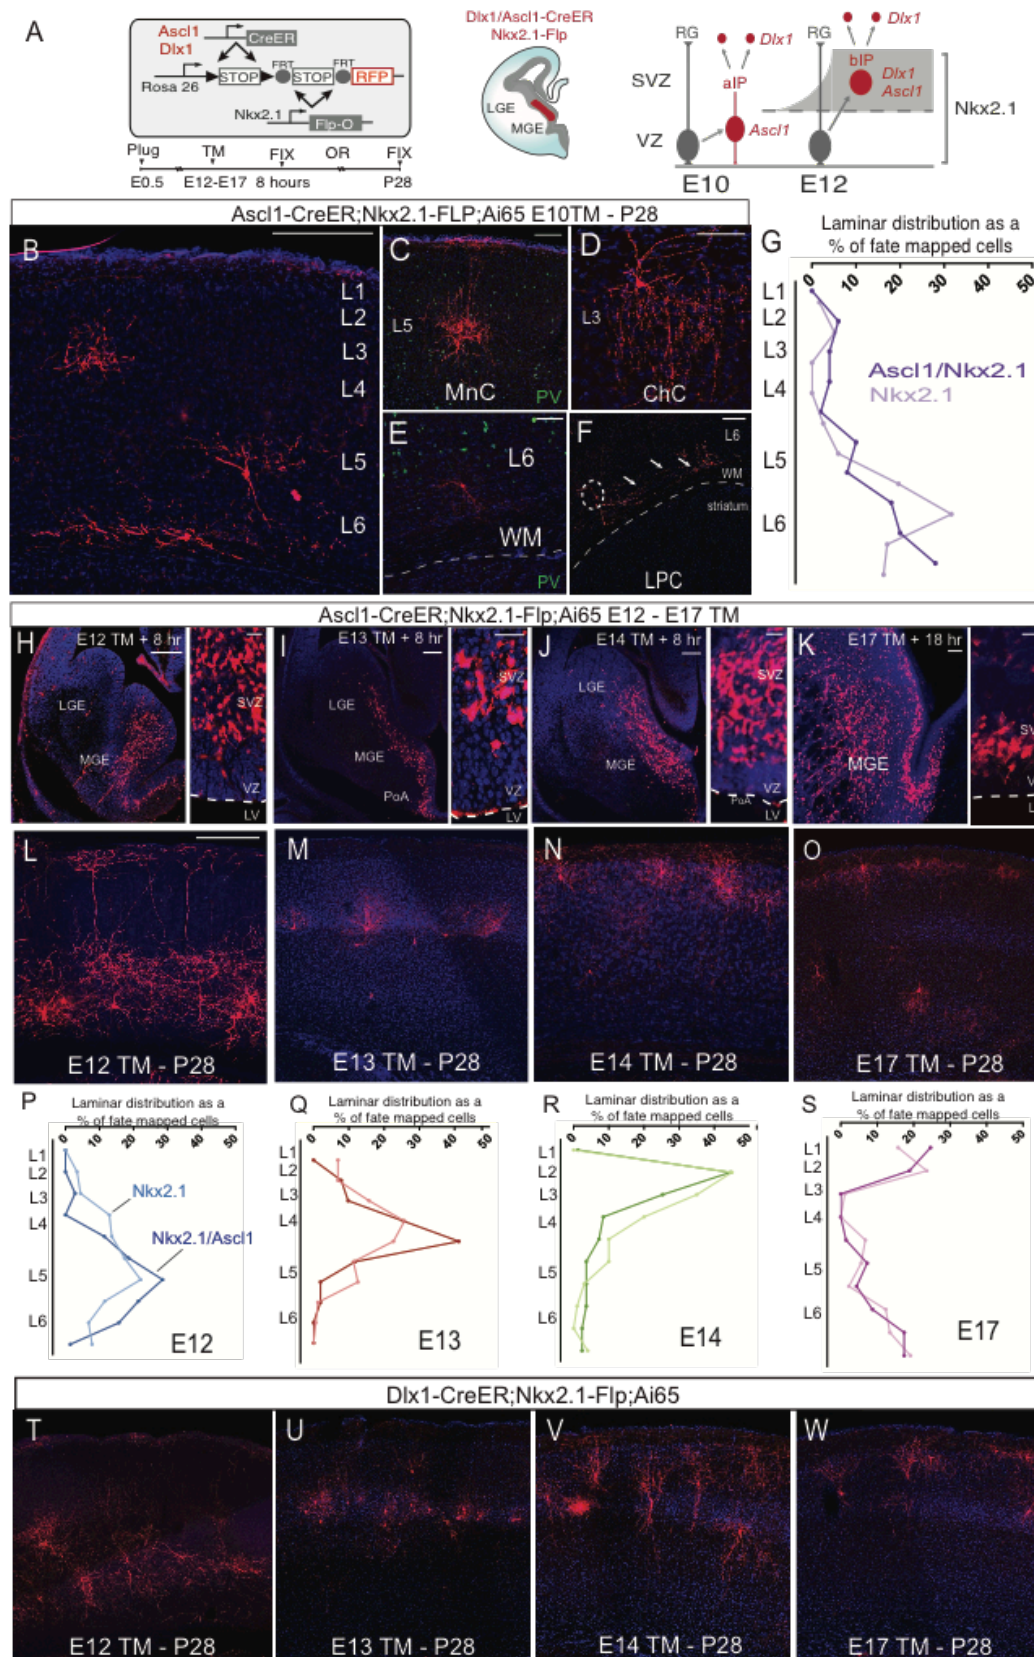 A
Ascl1
Dlx1
CreER
Rosa 26
STOP
FRT
STOP
FRT
RFP
Nkx2.1
Flp-O
Plug
TM
FIX
OR
FIX
E0.5
E12-E17
8 hours
P28
Dlx1/Ascl1-CreER
Nkx2.1-Flp
LGE
MGE
RG
Dlx1
RG
Dlx1
SVZ
aIP
bIP
Dlx1
Ascl1
Nkx2.1
VZ
Ascl1
E10
E12
Ascl1-CreER;Nkx2.1-FLP;Ai65 E10TM - P28
B
L1
L2
L3
L4
L5
L6
C
L5
MnC
PV
D
L3
ChC
E
L6
WM
PV
F
L6
WM
striatum
LPC
G
Laminar distribution as a
% of fate mapped cells
0 10 20 30 40 50
L1
L2
L3
L4
L5
L6
Ascl1/Nkx2.1
Nkx2.1
Ascl1-CreER;Nkx2.1-Flp;Ai65 E12 - E17 TM
H
E12 TM + 8 hr
LGE
MGE
SVZ
VZ
LV
I
E13 TM + 8 hr
LGE
MGE
PoA
SVZ
VZ
LV
J
E14 TM + 8 hr
LGE
MGE
PoA
SVZ
VZ
LV
K
E17 TM + 18 hr
MGE
SV
V
L
L
E12 TM - P28
M
E13 TM - P28
N
E14 TM - P28
O
E17 TM - P28
P
Laminar distribution as a
% of fate mapped cells
0 10 20 30 40 50
L1
L2
L3
L4
L5
L6
Nkx2.1
Nkx2.1/Ascl1
E12
Q
Laminar distribution as a
% of fate mapped cells
0 10 20 30 40 50
L1
L2
L3
L4
L5
L6
E13
R
Laminar distribution as a
% of fate mapped cells
0 10 20 30 40 50
L1
L2
L3
L4
L5
L6
E14
S
Laminar distribution as a
% of fate mapped cells
0 10 20 30 40 50
L1
L2
L3
L4
L5
L6
E17
Dlx1-CreER;Nkx2.1-Flp;Ai65
T
E12 TM - P28
U
E13 TM - P28
V
E14 TM - P28
W
E17 TM - P28